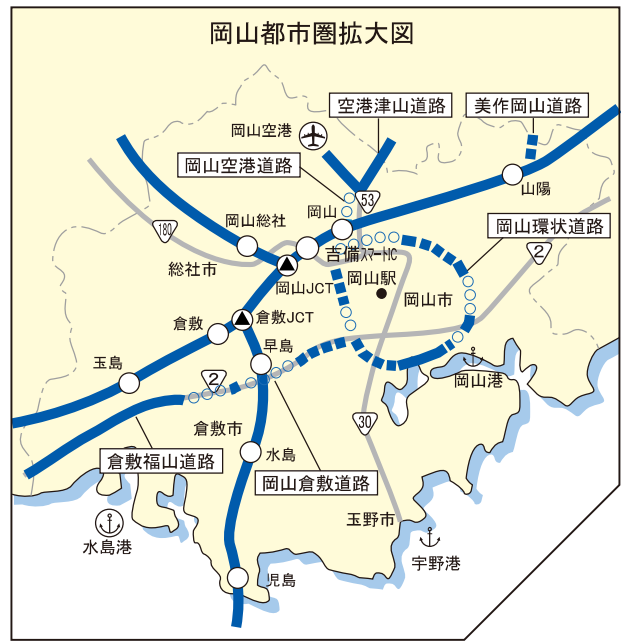 岡山都市圏拡大図
空港津山道路
美作岡山道路
岡山空港
岡山空港道路
山陽
53
岡山総社
岡山
岡山環状道路
180
2
総社市
吉備ｽﾏｰﾄIC
岡山JCT
岡山駅
岡山市
倉敷
倉敷JCT
早島
玉島
2
岡山港
30
倉敷市
倉敷福山道路
水島
岡山倉敷道路
玉野市
水島港
宇野港
児島